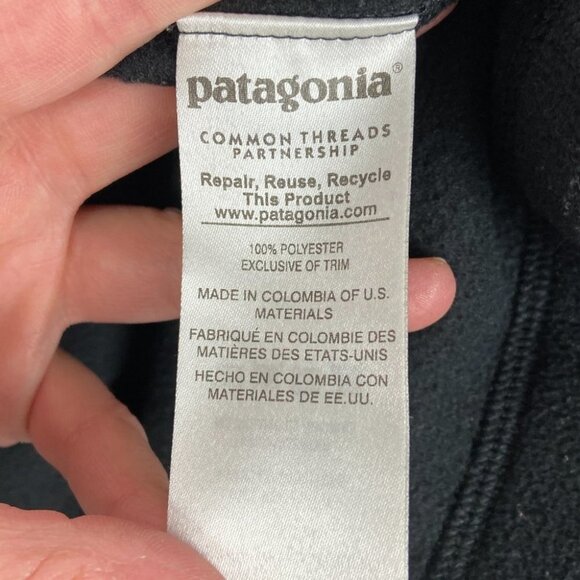 patagonia®
COMMON THREADS
PARTNERSHIP
Repair, Reuse, Recycle
This Product
www.patagonia.com
100% POLYESTER
EXCLUSIVE OF TRIM
MADE IN COLOMBIA OF U.S.
MATERIALS
FABRIQUÉ EN COLOMBIE DES
MATIÈRES DES ETATS-UNIS
HECHO EN COLOMBIA CON
MATERIALES DE EE.UU.